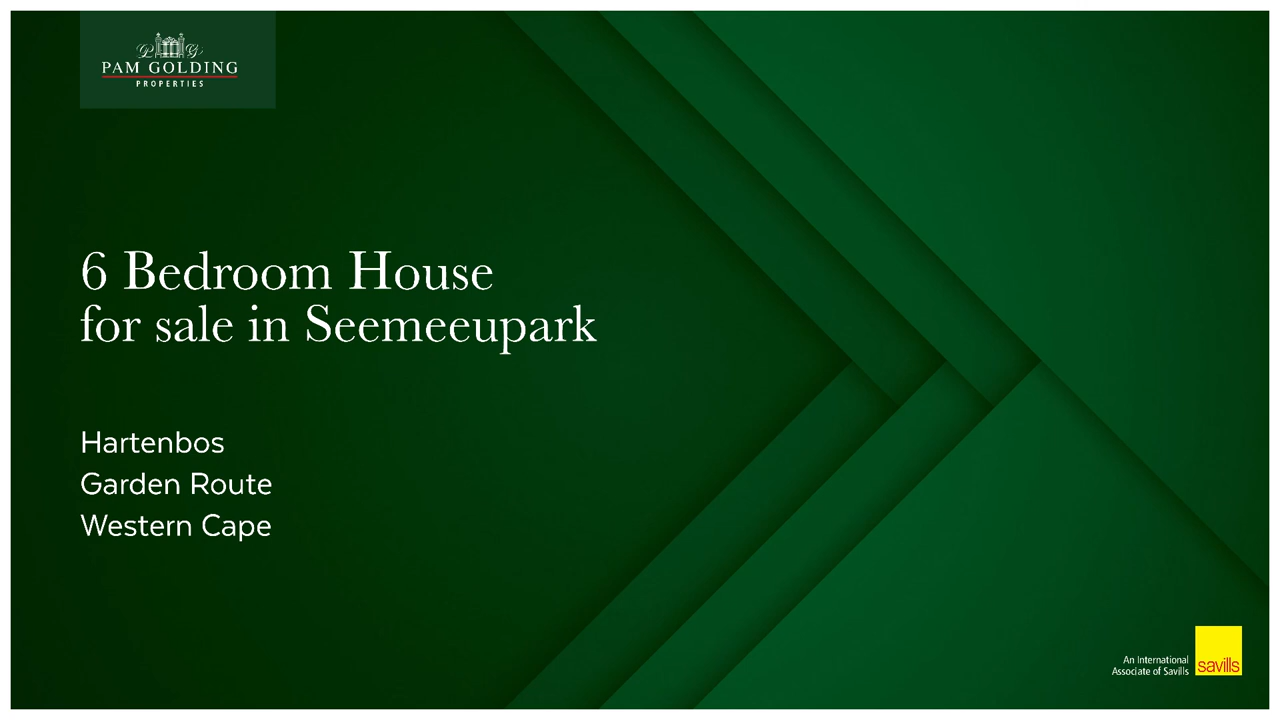 PAM GOLDING
PROPERTIES
6 Bedroom House
for sale in Seemeeupark
Hartenbos
Garden Route
Western Cape
An International
Associate of Savills
savills